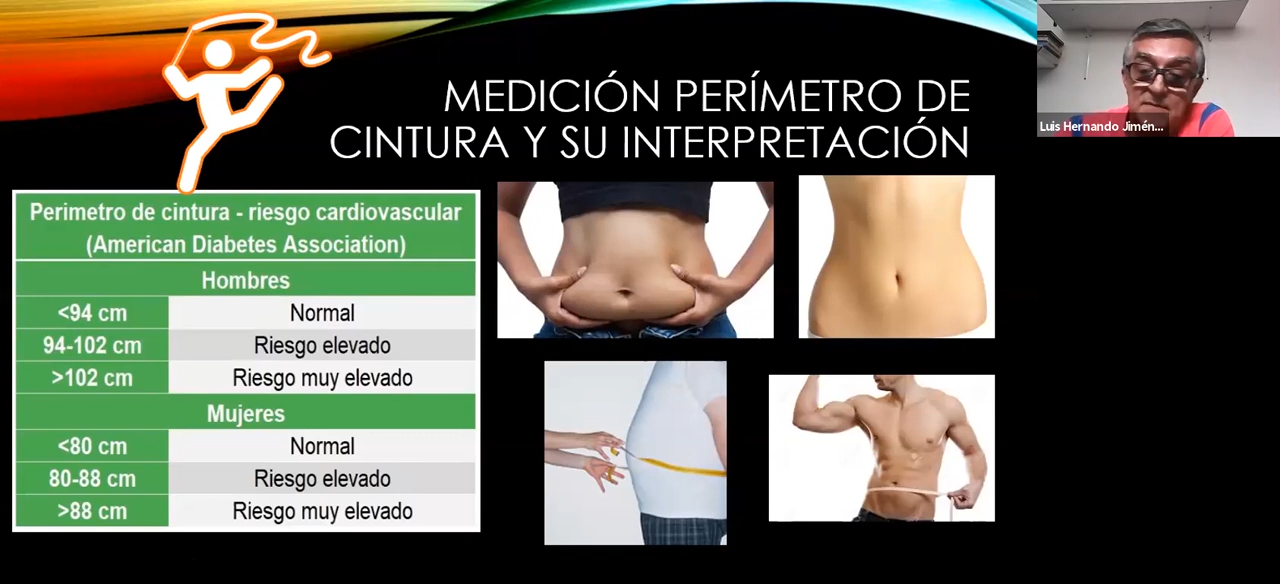 MEDICIÓN PERÍMETRO DE
CINTURA Y SU INTERPRETACIÓN
Luis Hernando Jimén...
Perimetro de cintura - riesgo cardiovascular
(American Diabetes Association)
Hombres
<94 cm Normal
94-102 cm Riesgo elevado
>102 cm Riesgo muy elevado
Mujeres
<80 cm Normal
80-88 cm Riesgo elevado
>88 cm Riesgo muy elevado